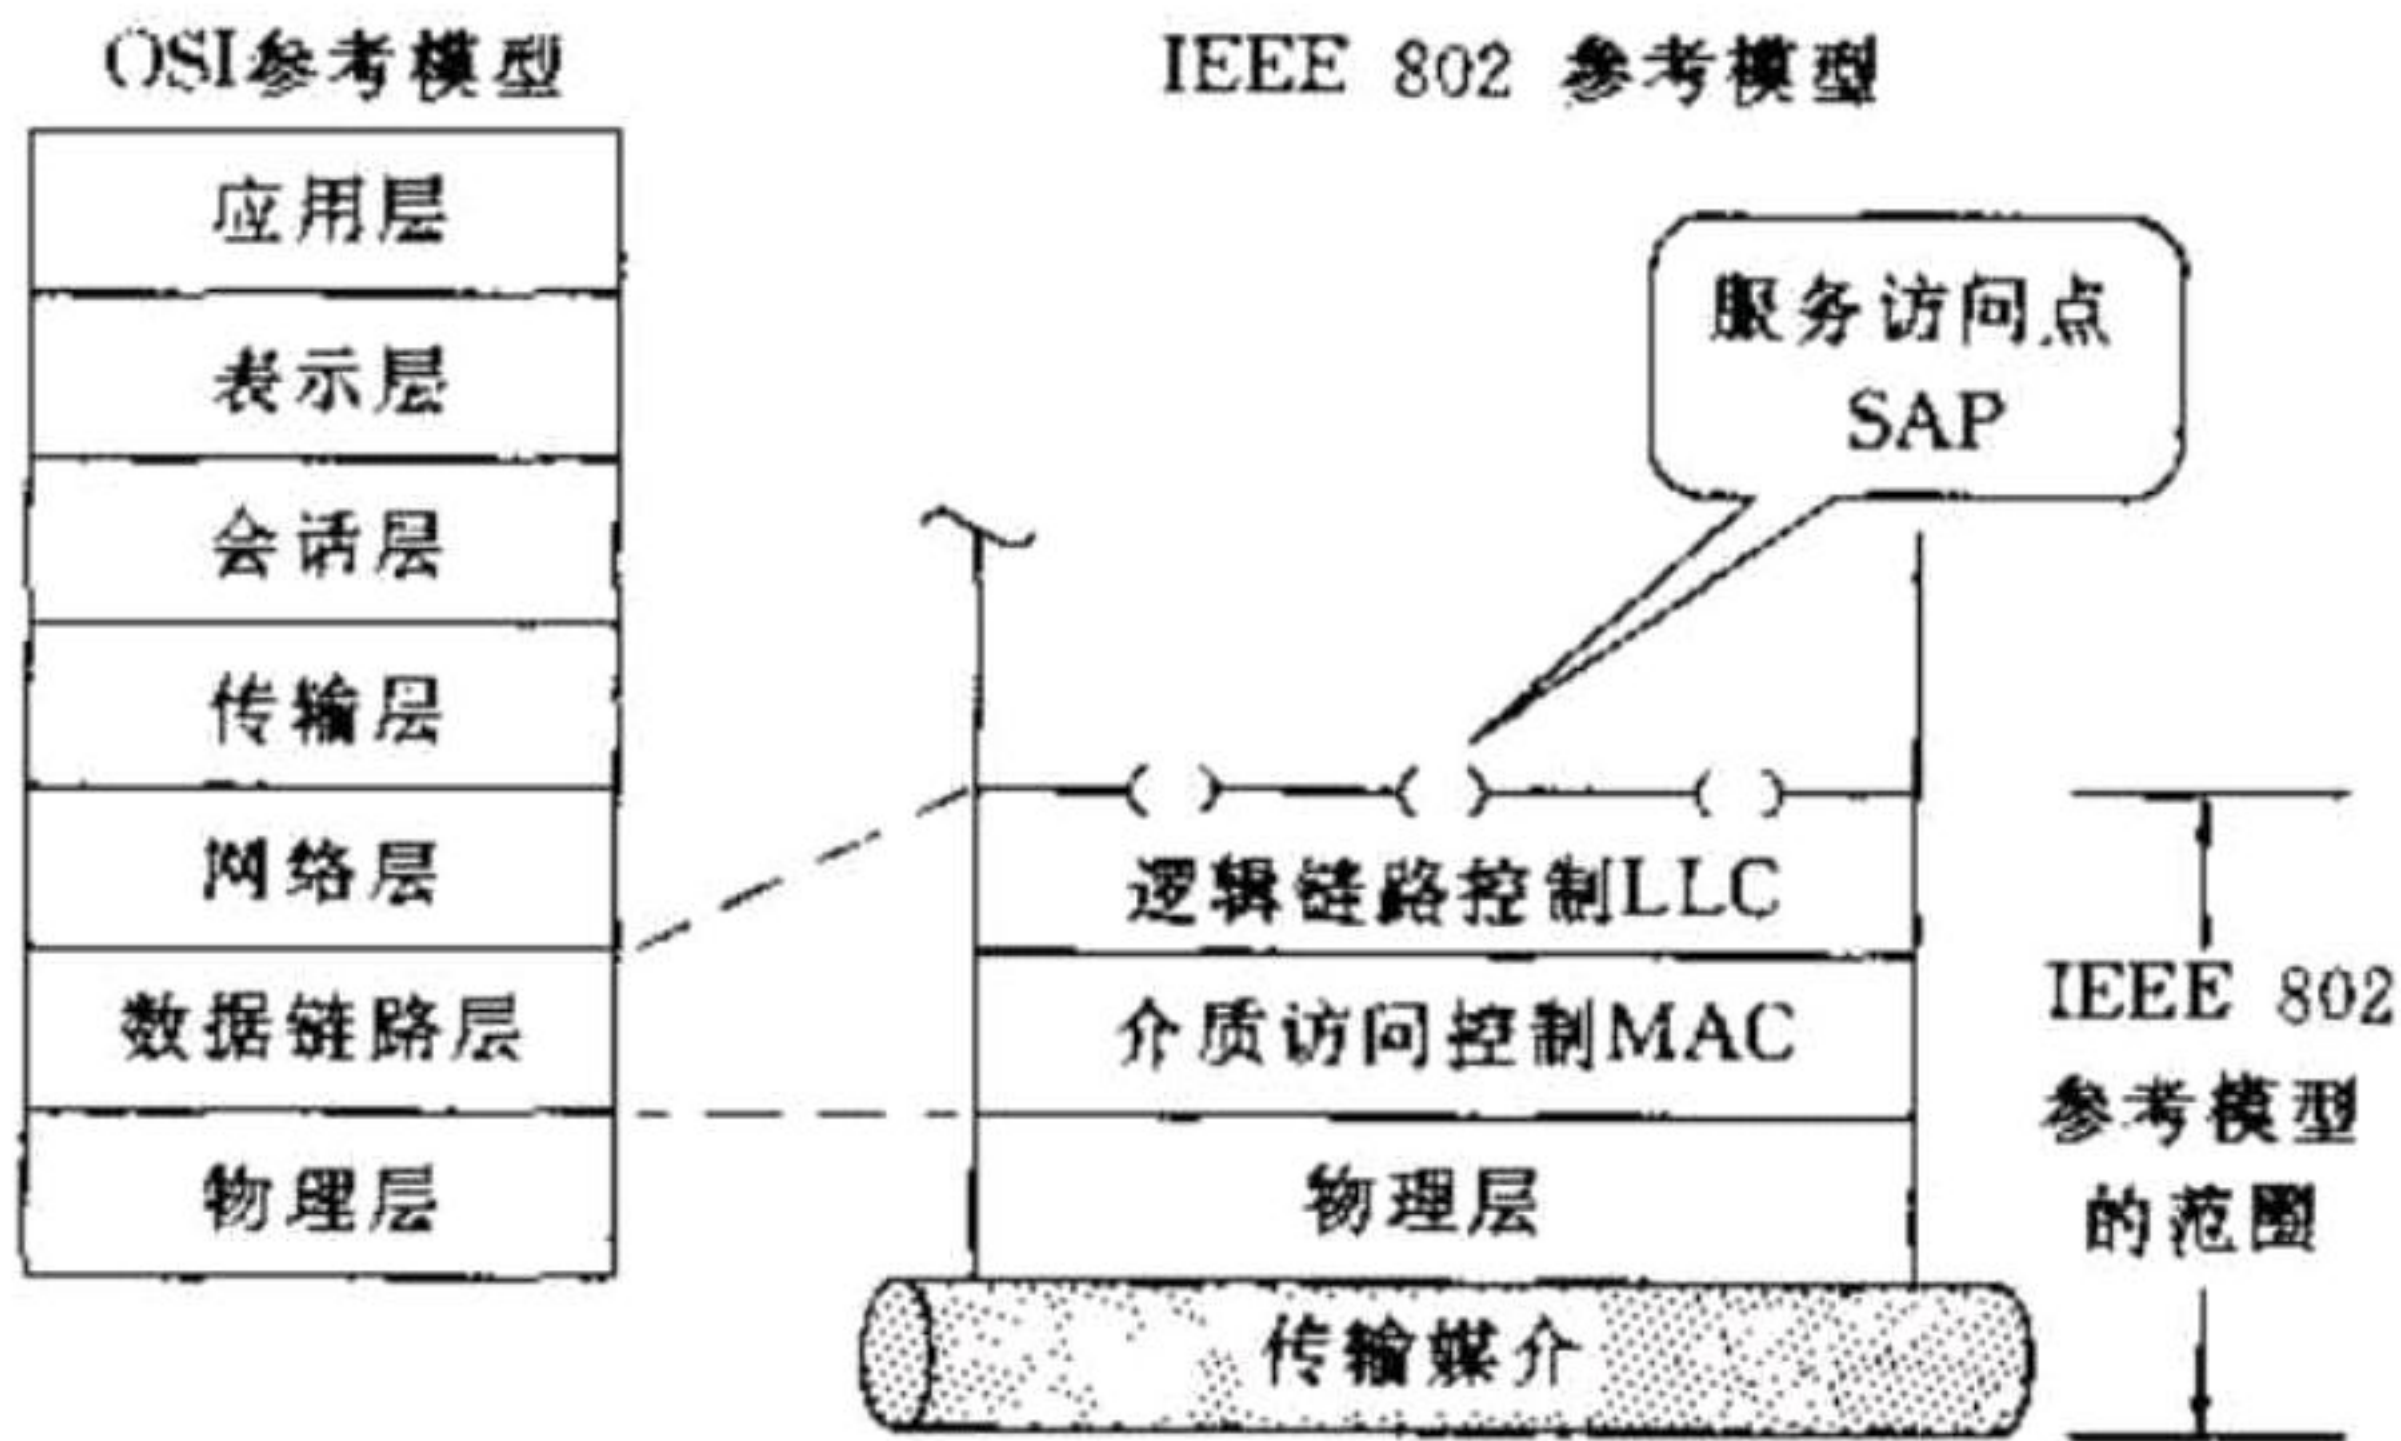 OSI参考模型
应用层
表示层
会话层
传输层
网络层
数据链路层
物理层
IEEE 802 参考模型
服务访问点
SAP
逻辑链路控制LLC
介质访问控制MAC
物理层
传输媒介
IEEE 802
参考模型
的范围